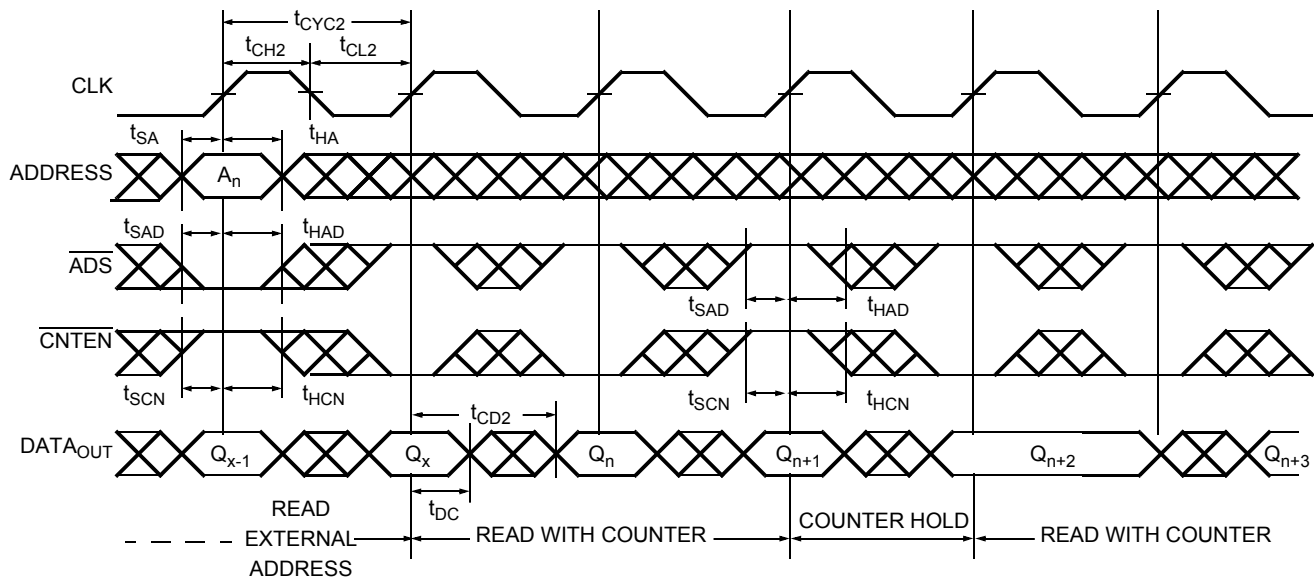 tCYC2
tCH2 tCL2
CLK
tSA tHA
ADDRESS An
tSAD tHAD
ADS
tSAD tHAD
CNTEN
tSCN tHCN tSCN tHCN
tCD2
DATAOUT Qx-1 Qx Qn Qn+1 Qn+2 Qn+3
tDC
READ
EXTERNAL
ADDRESS
READ WITH COUNTER
COUNTER HOLD
READ WITH COUNTER